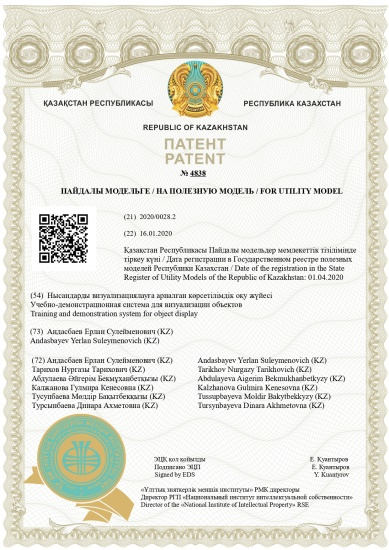 ҚАЗАҚСТАН РЕСПУБЛИКАСЫ
РЕСПУБЛИКА КАЗАХСТАН
REPUBLIC OF KAZAKHSTAN
ПАТЕНТ
PATENT
№ 4838
ПАЙДАЛЫ МОДЕЛЬГЕ / НА ПОЛЕЗНУЮ МОДЕЛЬ / FOR UTILITY MODEL
(21) 2020/0028.2
(22) 16.01.2020
Қазақстан Республикасы Пайдалы модельдер мемлекеттік тізілімінде
тіркеу күні / Дата регистрации в Государственном реестре полезных
моделей Республики Казахстан / Date of the registration in the State
Register of Utility Models of the Republic of Kazakhstan: 01.04.2020
(54) Нысандарды визуализациялауға арналған көрсетілімдік оқу жүйесі
Учебно-демонстрационная система для визуализации объектов
Training and demonstration system for object display
(73) Андасбаев Ерлан Сулейменович (KZ)
Andasbayev Yerlan Suleymenovich (KZ)
(72) Андасбаев Ерлан Сулейменович (KZ)
Тарихов Нургазы Тарихович (KZ)
Абдулаева Әйгерім Бекмұханбетқызы (KZ)
Калжанова Гулмира Кенесовна (KZ)
Тусупбаева Мөлдір Бақытбекқызы (KZ)
Турсынбаева Динара Ахметовна (KZ)
Andasbayev Yerlan Suleymenovich (KZ)
Tarikhov Nurgazy Tarikhovich (KZ)
Abdulayeva Aigerim Bekmukhanbetkyzy (KZ)
Kalzhanova Gulmira Kenesovna (KZ)
Tussupbayeva Moldir Bakytbekkyzy (KZ)
Tursynbayeva Dinara Akhmetovna (KZ)
ЭЦҚ қол қойылды
Подписано ЭЦП
Signed by EDS
Е. Қуантыров
Е. Куантыров
Y. Kuantyrov
«Ұлттық зияткерлік меншік институты» РМК директоры
Директор РГП «Национальный институт интеллектуальной собственности»
Director of the «National Institute of Intellectual Property» RSE